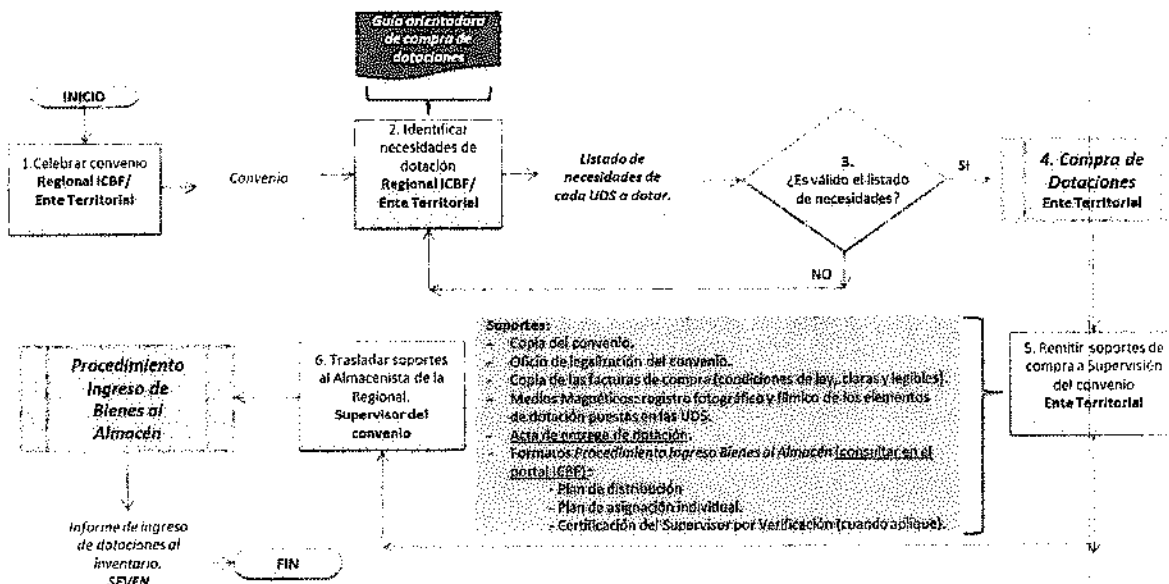 Guía orientadora
de compra de
dotaciones
INICIO
1. Celebrar convenio
Regional ICBF/
Ente Territorial
Convenio
2. Identificar
necesidades de
dotación
Regional ICBF/
Ente Territorial
Listado de
necesidades de
cada UDS a dotar.
3.
¿Es válido el listado
de necesidades?
SI
NO
4. Compra de
Dotaciones
Ente Territorial
5. Remitir soportes de
compra a Supervisión
del convenio
Ente Territorial
Soportes:
- Copia del convenio.
- Oficio de legalización del convenio.
- Copia de las facturas de compra (condiciones de ley, claras y legibles).
- Medios Magnéticos: registro fotográfico y fílmico de los elementos
de dotación puestas en las UDS.
- Acta de entrega de dotación.
- Formatos Procedimiento Ingreso Bienes al Almacén (consultar en el
portal ICBF):
- Plan de distribución
- Plan de asignación individual.
- Certificación del Supervisor por Verificación (cuando aplique).
6. Trasladar soportes
al Almacenista de la
Regional.
Supervisor del
convenio
Procedimiento
Ingreso de
Bienes al
Almacén
Informe de ingreso
de dotaciones al
inventario.
SEVEN
FIN